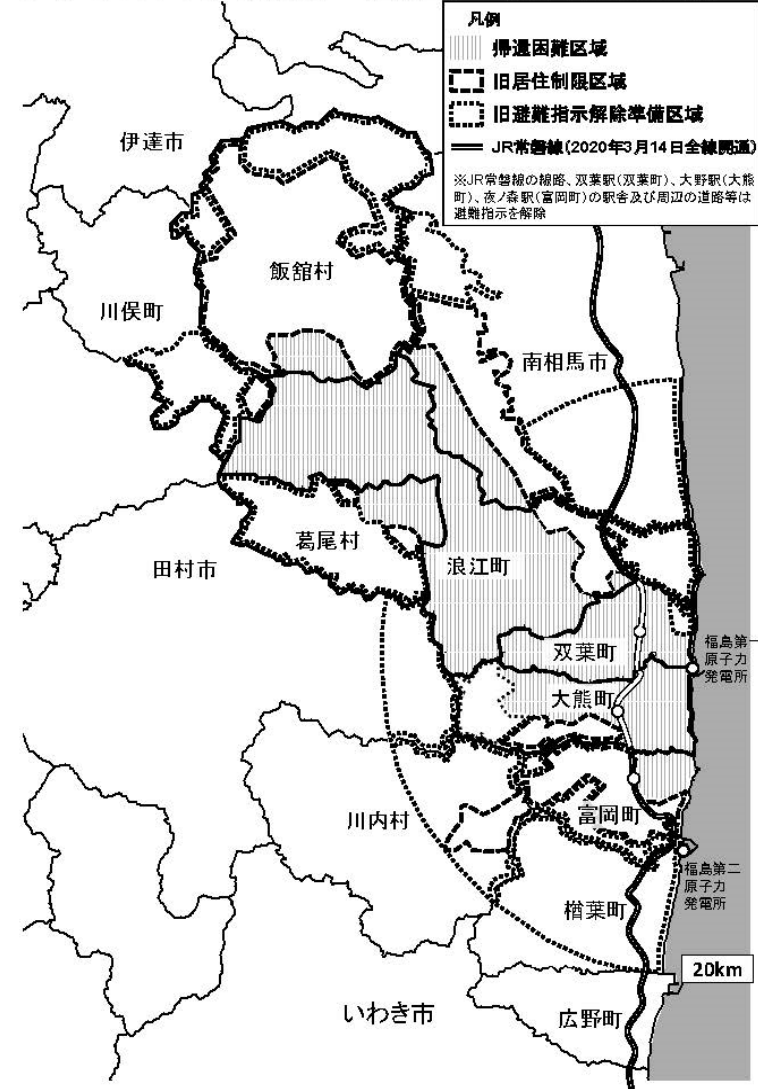 凡例
帰還困難区域
旧居住制限区域
旧避難指示解除準備区域
JR常磐線(2020年3月14日全線開通)
※JR常磐線の線路、双葉駅(双葉町)、大野駅(大熊
町)、夜ノ森駅(富岡町)の駅舎及び周辺の道路等は
避難指示を解除
伊達市
飯舘村
川俣町
南相馬市
葛尾村
田村市
浪江町
双葉町
福島第一
原子力
発電所
大熊町
川内村
富岡町
福島第二
原子力
発電所
楢葉町
20km
いわき市
広野町